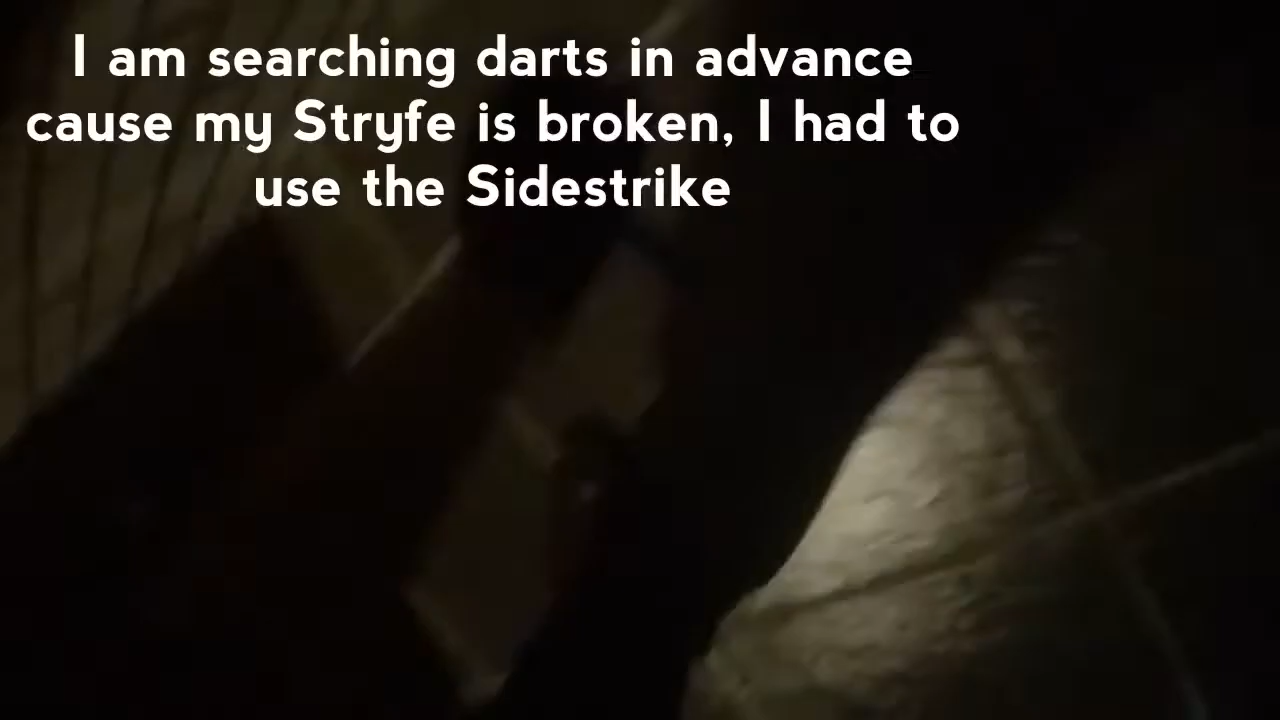 I am searching darts in advance
cause my Stryfe is broken, I had to
use the Sidestrike